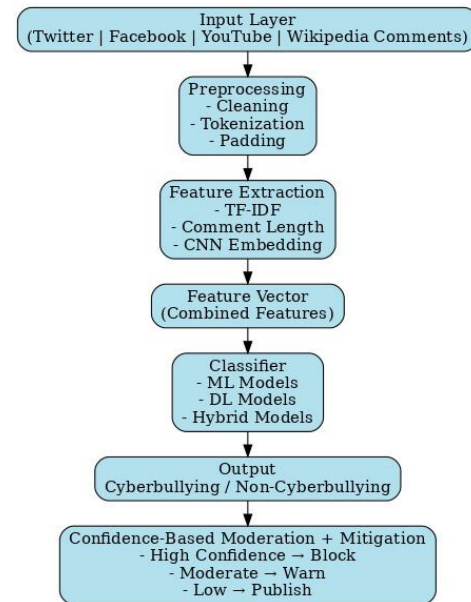 Input Layer
(Twitter | Facebook | YouTube | Wikipedia Comments)
Preprocessing
- Cleaning
- Tokenization
- Padding
Feature Extraction
- TF-IDF
- Comment Length
- CNN Embedding
Feature Vector
(Combined Features)
Classifier
- ML Models
- DL Models
- Hybrid Models
Output
Cyberbullying / Non-Cyberbullying
Confidence-Based Moderation + Mitigation
- High Confidence → Block
- Moderate → Warn
- Low → Publish